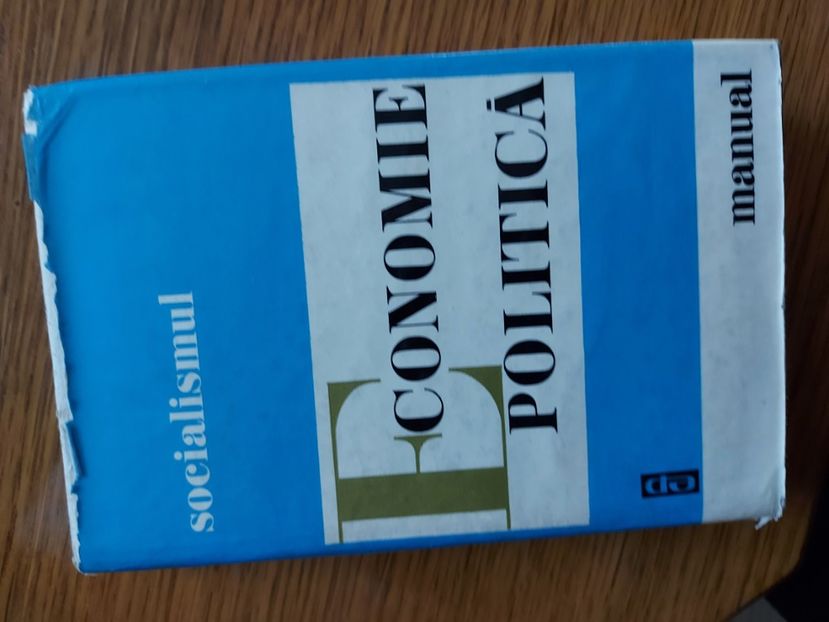 socialismul
ECONOMIE
POLITICĂ
manual